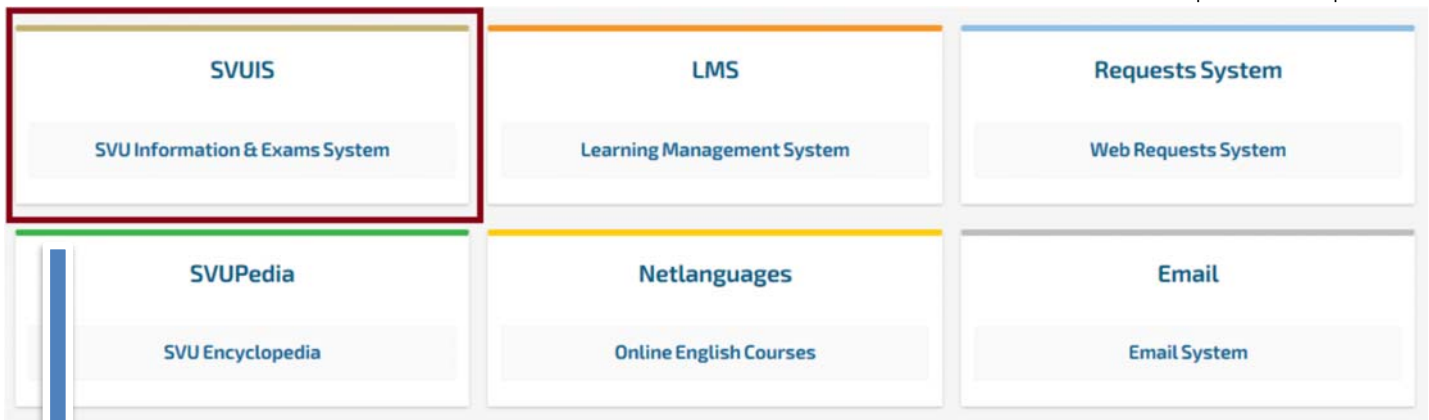 SVUIS
SVU Information & Exams System
LMS
Learning Management System
Requests System
Web Requests System
SVUPedia
SVU Encyclopedia
Netlanguages
Online English Courses
Email
Email System